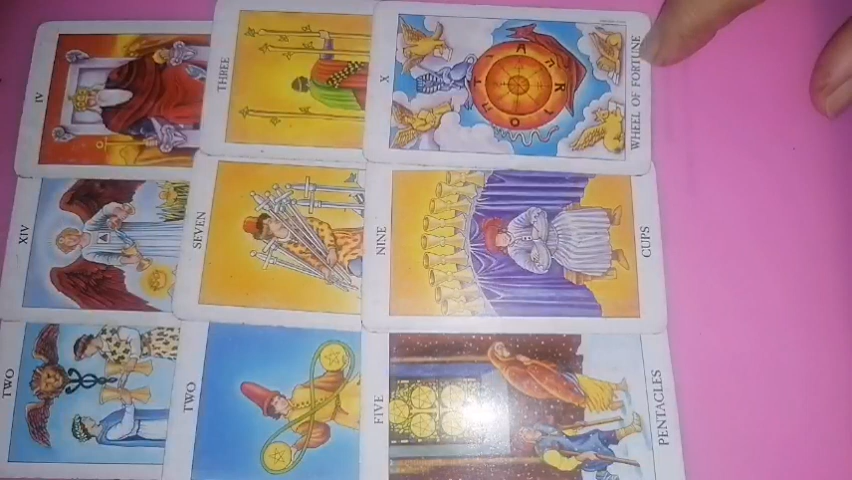 IV
THREE
X
WHEEL OF FORTUNE
XIV
SEVEN
NINE
CUPS
TWO
TWO
FIVE
PENTACLES